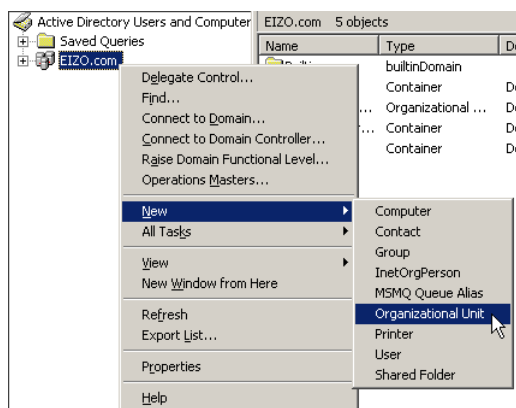 Active Directory Users and Computer
EIZO.com 5 objects
Saved Queries
EIZO.com
Name Type
builtinDomain
Container
... Organizational ...
... Container
Container
Delegate Control...
Find...
Connect to Domain...
Connect to Domain Controller...
Raise Domain Functional Level...
Operations Masters...
New
All Tasks
View
New Window from Here
Refresh
Export List...
Properties
Help
Computer
Contact
Group
InetOrgPerson
MSMQ Queue Alias
Organizational Unit
Printer
User
Shared Folder